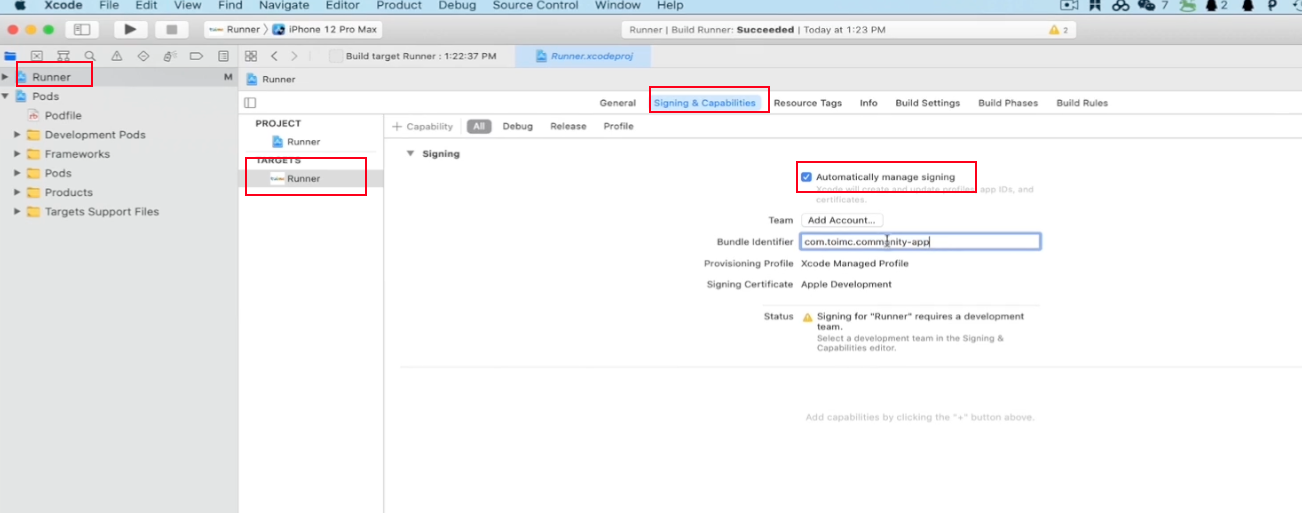 Xcode File Edit View Find Navigate Editor Product Debug Source Control Window Help 7 2
Runner 〉 iPhone 12 Pro Max
Runner | Build Runner: Succeeded | Today at 1:23 PM 2
Build target Runner : 1:22:37 PM
Runner.xcodeproj
Runner M
Pods
Podfile
Development Pods
Frameworks
Pods
Products
Targets Support Files
Runner
General Signing & Capabilities Resource Tags Info Build Settings Build Phases Build Rules
PROJECT
Runner
TARGETS
Runner
+ Capability All Debug Release Profile
Signing
Automatically manage signing
Xcode will create and update profiles, app IDs, and
certificates.
Team Add Account...
Bundle Identifier com.toimc.community-app
Provisioning Profile Xcode Managed Profile
Signing Certificate Apple Development
Status Signing for "Runner" requires a development
team.
Select a development team in the Signing &
Capabilities editor.
Add capabilities by clicking the "+" button above.